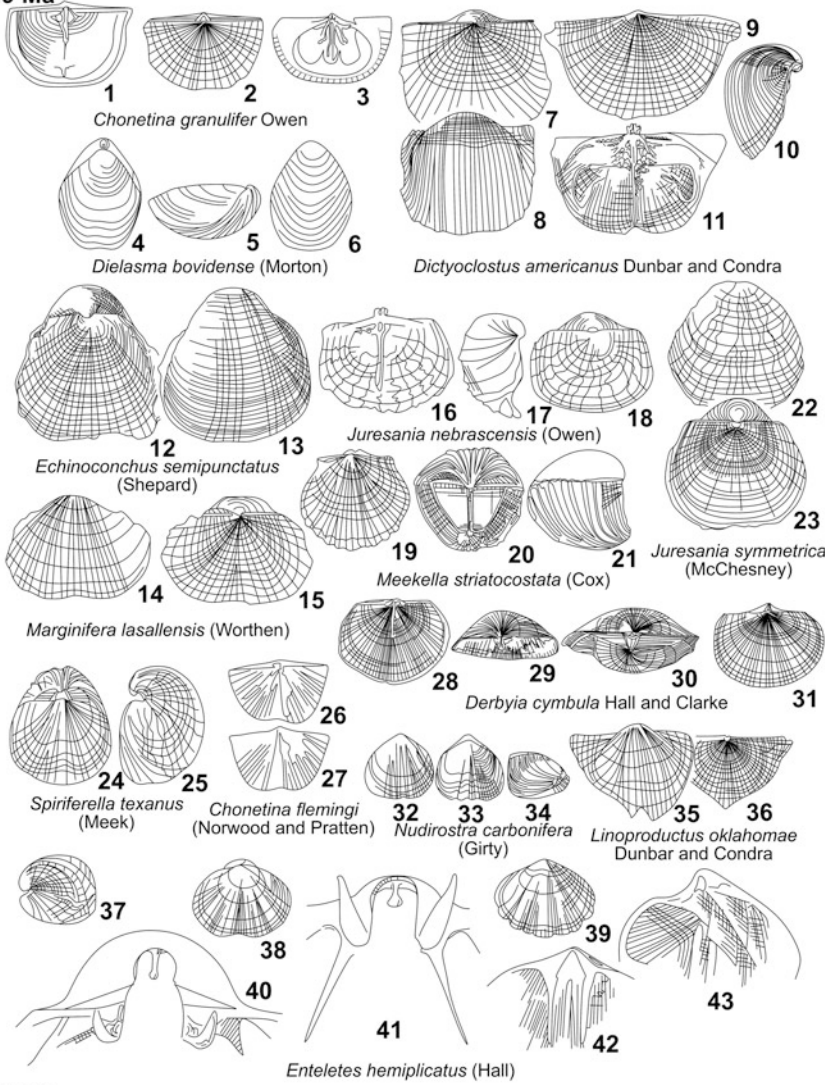 1
2
3
Chonetina granulifer Owen
4
5
6
Dielasma bovidense (Morton)
7
8
9
10
11
Dictyoclostus americanus Dunbar and Condra
12
13
Echinoconchus semipunctatus
(Shepard)
14
15
Marginifera lasallensis (Worthen)
16
17
18
Juresania nebrascensis (Owen)
19
20
21
Meekella striatocostata (Cox)
22
23
Juresania symmetrica
(McChesney)
24
25
Spiriferella texanus
(Meek)
26
27
Chonetina flemingi
(Norwood and Pratten)
28
29
30
31
Derbyia cymbula Hall and Clarke
32
33
34
Nudirostra carbonifera
(Girty)
35
36
Linoproductus oklahomae
Dunbar and Condra
37
38
39
40
41
42
43
Enteletes hemiplicatus (Hall)